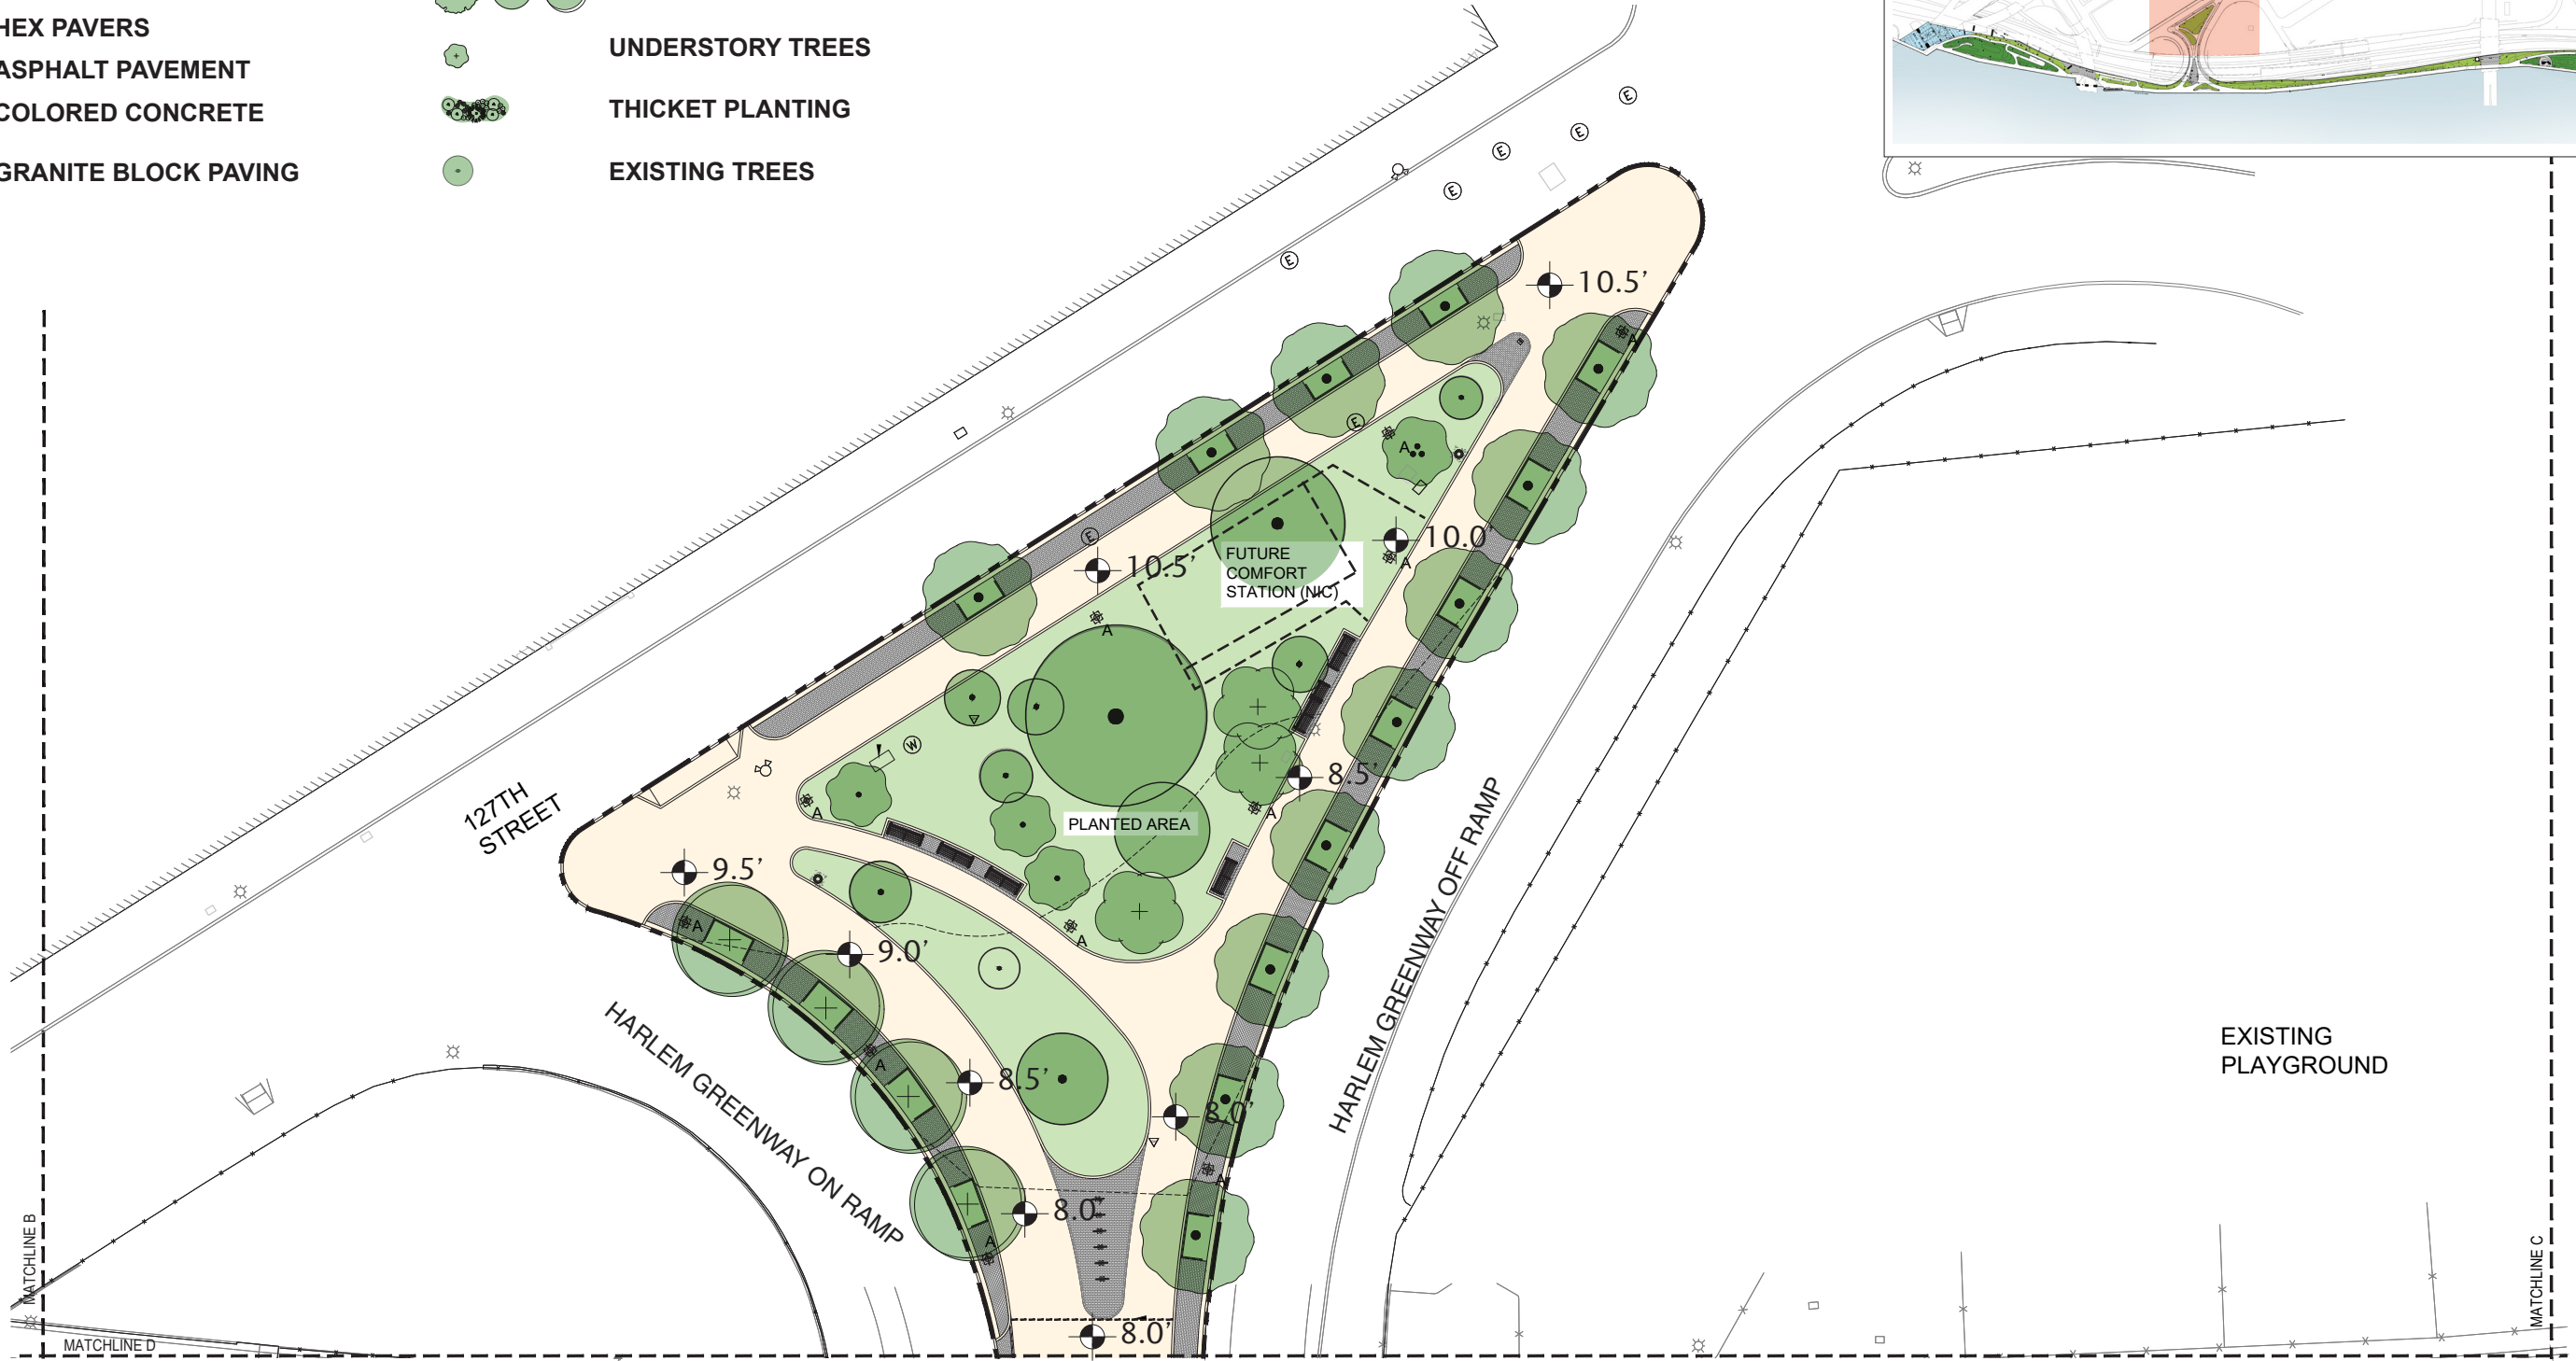 HEX PAVERS
ASPHALT PAVEMENT
COLORED CONCRETE
GRANITE BLOCK PAVING
UNDERSTORY TREES
THICKET PLANTING
EXISTING TREES
E
E
E
E
E
10.5’
A
E
A
10.0’
A
E
10.5’
FUTURE
COMFORT
STATION (NIC)
A
W
8.5’
A
A
127TH
STREET
PLANTED AREA
9.5’
A
A
9.0’
HARLEM GREENWAY OFF RAMP
HARLEM GREENWAY ON RAMP
A
8.5’
8.0’
EXISTING
PLAYGROUND
A
8.0’
A
8.0’
MATCHLINE B
MATCHLINE C
MATCHLINE D